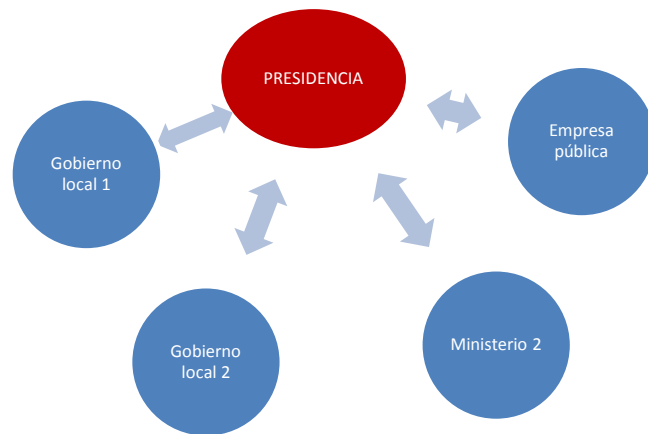 PRESIDENCIA
Gobierno
local 1
Empresa
pública
Gobierno
local 2
Ministerio 2